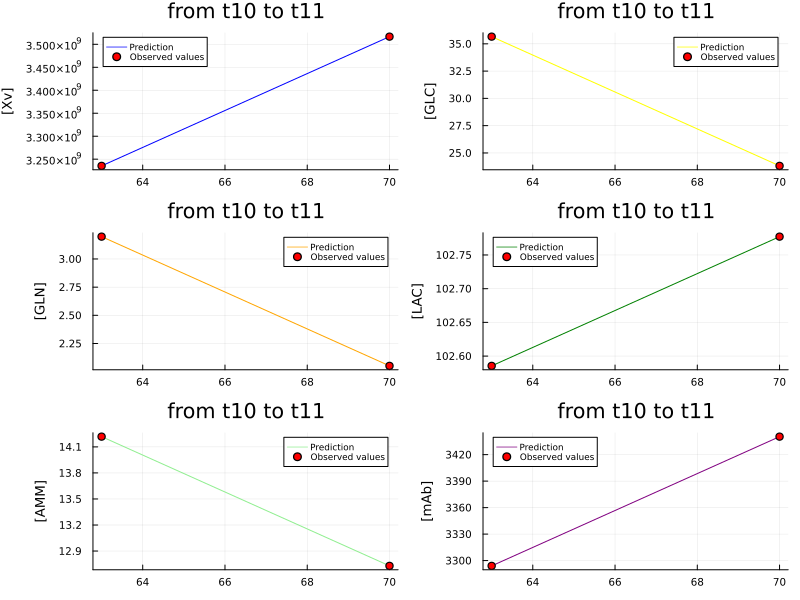 from t10 to t11
[Xv]
3.500×10⁹
3.450×10⁹
3.400×10⁹
3.350×10⁹
3.300×10⁹
3.250×10⁹
Prediction
Observed values
64 66 68 70
from t10 to t11
[GLC]
35.0
32.5
30.0
27.5
25.0
Prediction
Observed values
64 66 68 70
from t10 to t11
[GLN]
3.00
2.75
2.50
2.25
Prediction
Observed values
64 66 68 70
from t10 to t11
[LAC]
102.75
102.70
102.65
102.60
Prediction
Observed values
64 66 68 70
from t10 to t11
[AMM]
14.1
13.8
13.5
13.2
12.9
Prediction
Observed values
64 66 68 70
from t10 to t11
[mAb]
3420
3390
3360
3330
3300
Prediction
Observed values
64 66 68 70